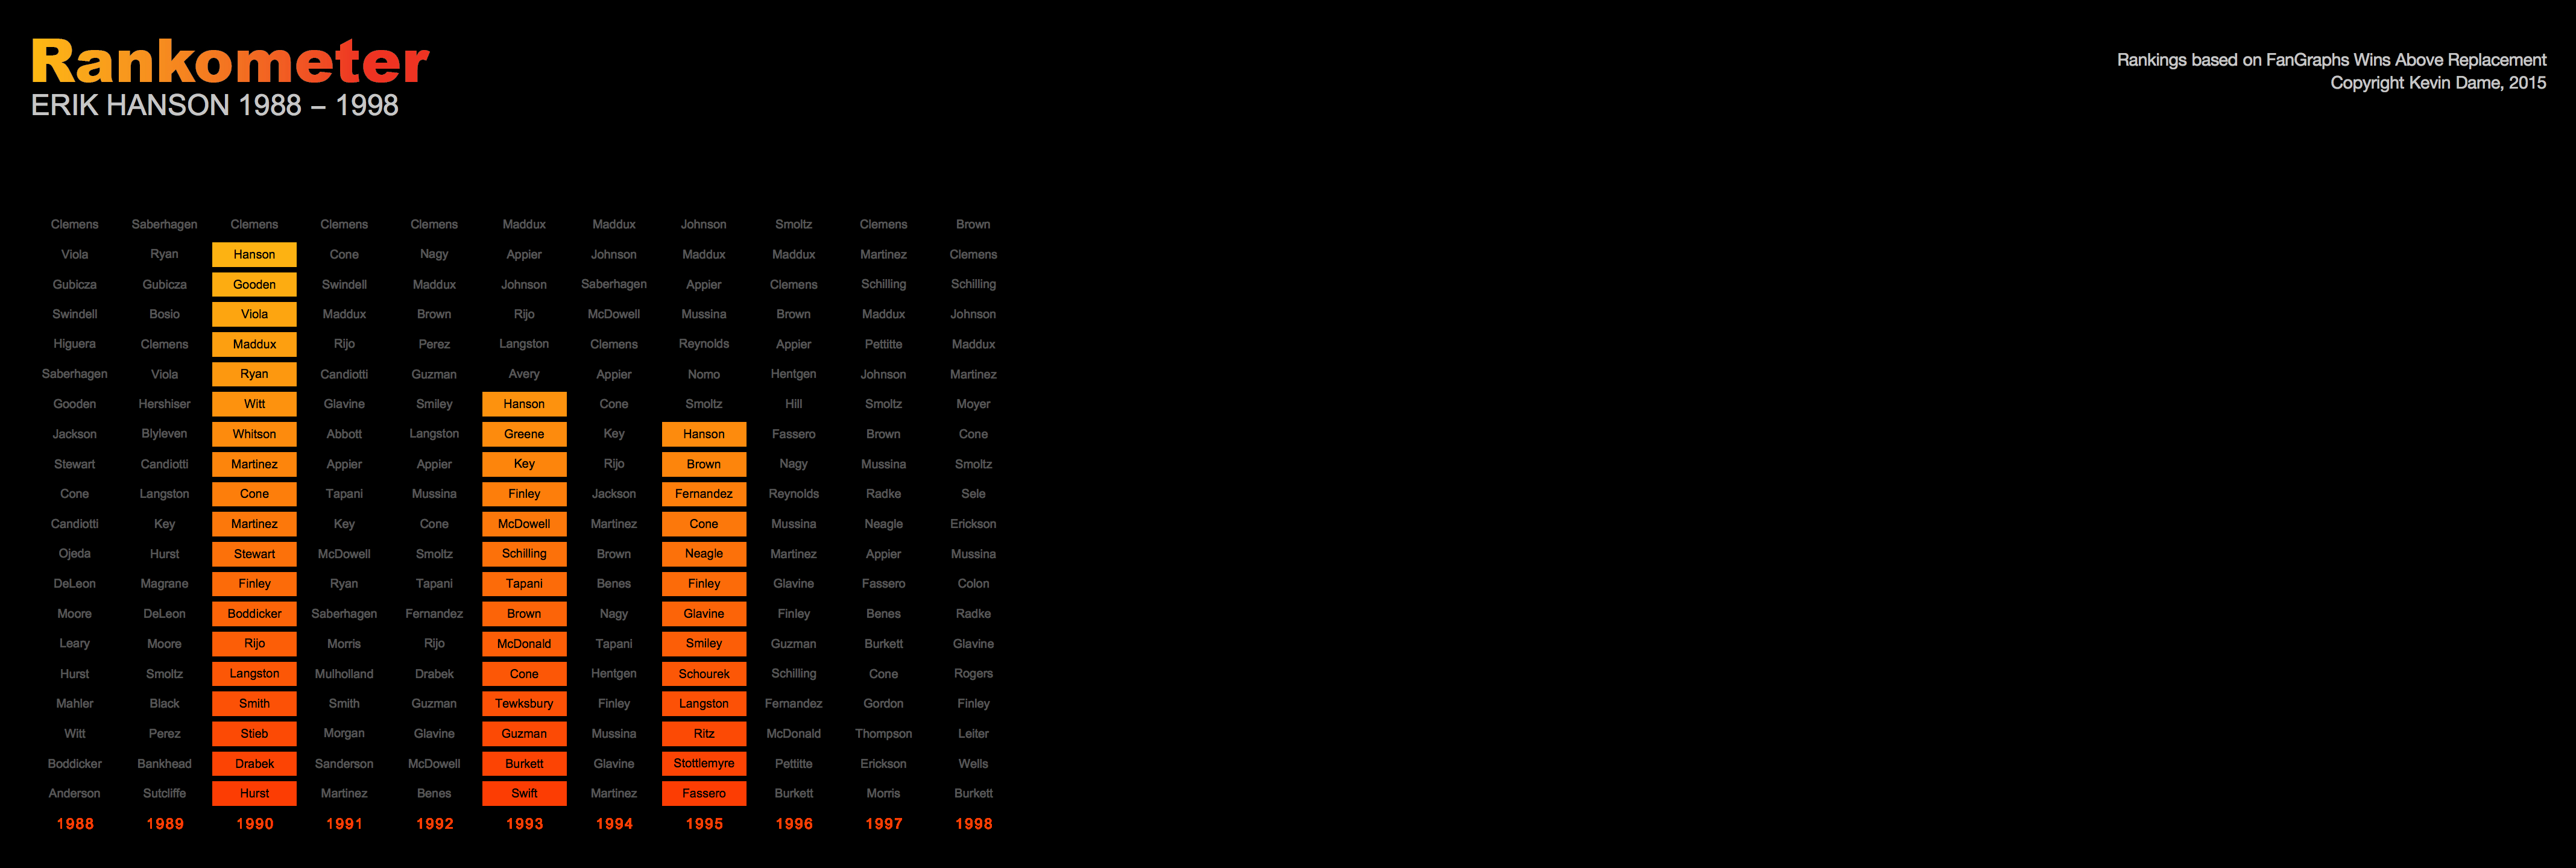 Rankometer
ERIK HANSON 1988 – 1998
Rankings based on FanGraphs Wins Above Replacement
Copyright Kevin Dame, 2015
Clemens Saberhagen Clemens Clemens Clemens Maddux Maddux Johnson Smoltz Clemens Brown
Viola Ryan Hanson Cone Nagy Appier Johnson Maddux Maddux Martinez Clemens
Gubicza Gubicza Gooden Swindell Maddux Johnson Saberhagen Appier Clemens Schilling Schilling
Swindell Bosio Viola Maddux Brown Rijo McDowell Mussina Brown Maddux Johnson
Higuera Clemens Maddux Rijo Perez Langston Clemens Reynolds Appier Pettitte Maddux
Saberhagen Viola Ryan Candiotti Guzman Avery Appier Nomo Hentgen Johnson Martinez
Gooden Hershiser Witt Glavine Smiley Hanson Cone Smoltz Hill Smoltz Moyer
Jackson Blyleven Whitson Abbott Langston Greene Key Hanson Fassero Brown Cone
Stewart Candiotti Martinez Appier Appier Key Rijo Brown Nagy Mussina Smoltz
Cone Langston Cone Tapani Mussina Finley Jackson Fernandez Reynolds Radke Sele
Candiotti Key Martinez Key Cone McDowell Martinez Cone Mussina Neagle Erickson
Ojeda Hurst Stewart McDowell Smoltz Schilling Brown Neagle Martinez Appier Mussina
DeLeon Magrane Finley Ryan Tapani Tapani Benes Finley Glavine Fassero Colon
Moore DeLeon Boddicker Saberhagen Fernandez Brown Nagy Glavine Finley Benes Radke
Leary Moore Rijo Morris Rijo McDonald Tapani Smiley Guzman Burkett Glavine
Hurst Smoltz Langston Mulholland Drabek Cone Hentgen Schourek Schilling Cone Rogers
Mahler Black Smith Smith Guzman Tewksbury Finley Langston Fernandez Gordon Finley
Witt Perez Stieb Morgan Glavine Guzman Mussina Ritz McDonald Thompson Leiter
Boddicker Bankhead Drabek Sanderson McDowell Burkett Glavine Stottlemyre Pettitte Erickson Wells
Anderson Sutcliffe Hurst Martinez Benes Swift Martinez Fassero Burkett Morris Burkett
1988 1989 1990 1991 1992 1993 1994 1995 1996 1997 1998